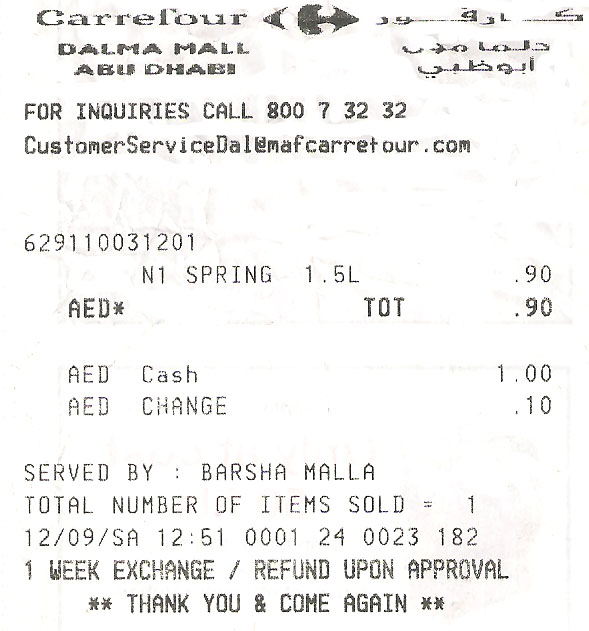 Carrefour كارفور
DALMA MALL دلما مول
ABU DHABI أبوظبي
FOR INQUIRIES CALL 800 7 32 32
CustomerServiceDal@mafcarretour.com
629110031201
N1 SPRING 1.5L .90
AED* TOT .90
AED Cash 1.00
AED CHANGE .10
SERVED BY : BARSHA MALLA
TOTAL NUMBER OF ITEMS SOLD = 1
12/09/SA 12:51 0001 24 0023 182
1 WEEK EXCHANGE / REFUND UPON APPROVAL
** THANK YOU & COME AGAIN **